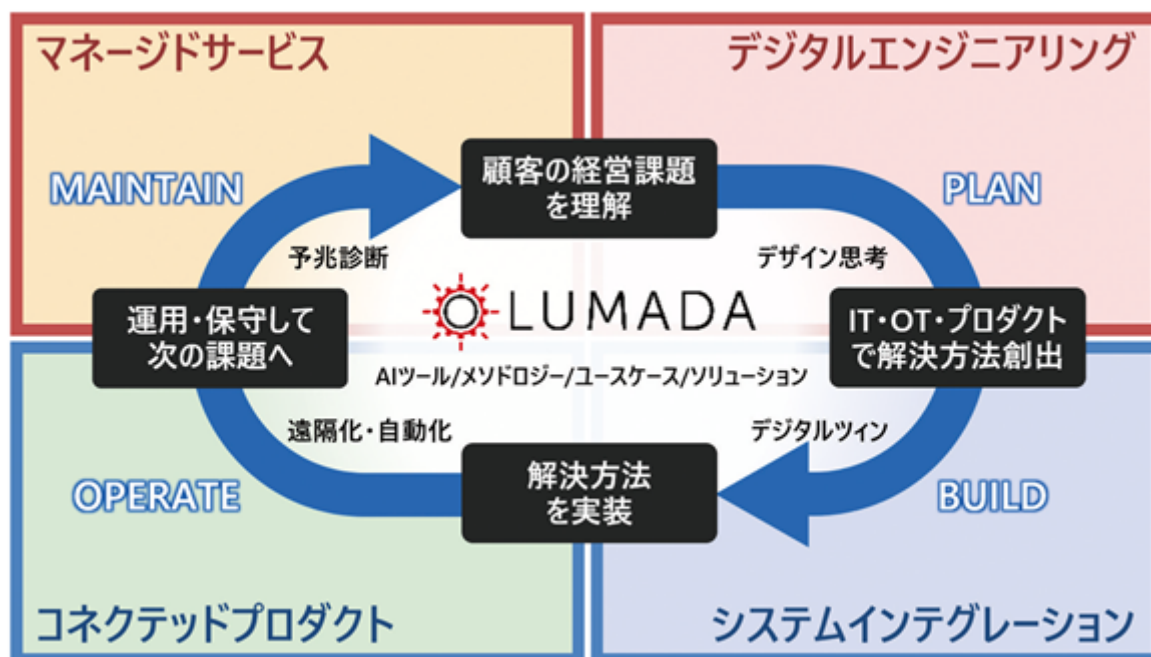 マネージドサービス
デジタルエンジニアリング
顧客の経営課題
を理解
MAINTAIN
PLAN
予兆診断
デザイン思考
運用・保守して
次の課題へ
LUMADA
IT・OT・プロダクト
で解決方法創出
AIツール/メソドロジー/ユースケース/ソリューション
遠隔化・自動化
デジタルツィン
解決方法
を実装
OPERATE
BUILD
コネクテッドプロダクト
システムインテグレーション